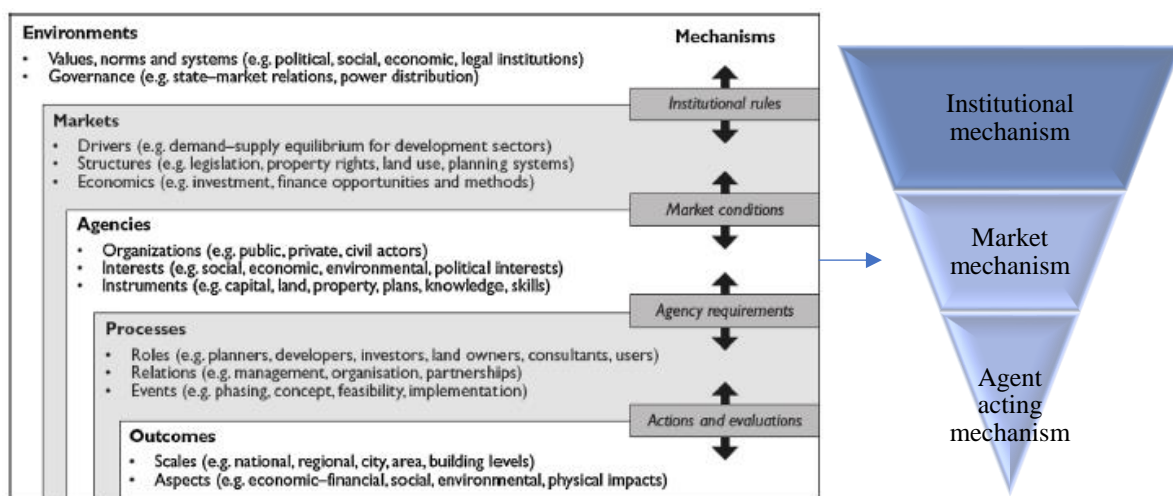 Environments
Mechanisms
• Values, norms and systems (e.g. political, social, economic, legal institutions)
• Governance (e.g. state–market relations, power distribution)
Institutional rules
Markets
• Drivers (e.g. demand–supply equilibrium for development sectors)
• Structures (e.g. legislation, property rights, land use, planning systems)
• Economics (e.g. investment, finance opportunities and methods)
Market conditions
Agencies
• Organizations (e.g. public, private, civil actors)
• Interests (e.g. social, economic, environmental, political interests)
• Instruments (e.g. capital, land, property, plans, knowledge, skills)
Agency requirements
Processes
• Roles (e.g. planners, developers, investors, land owners, consultants, users)
• Relations (e.g. management, organisation, partnerships)
• Events (e.g. phasing, concept, feasibility, implementation)
Actions and evaluations
Outcomes
• Scales (e.g. national, regional, city, area, building levels)
• Aspects (e.g. economic–financial, social, environmental, physical impacts)
Institutional
mechanism
Market
mechanism
Agent
acting
mechanism